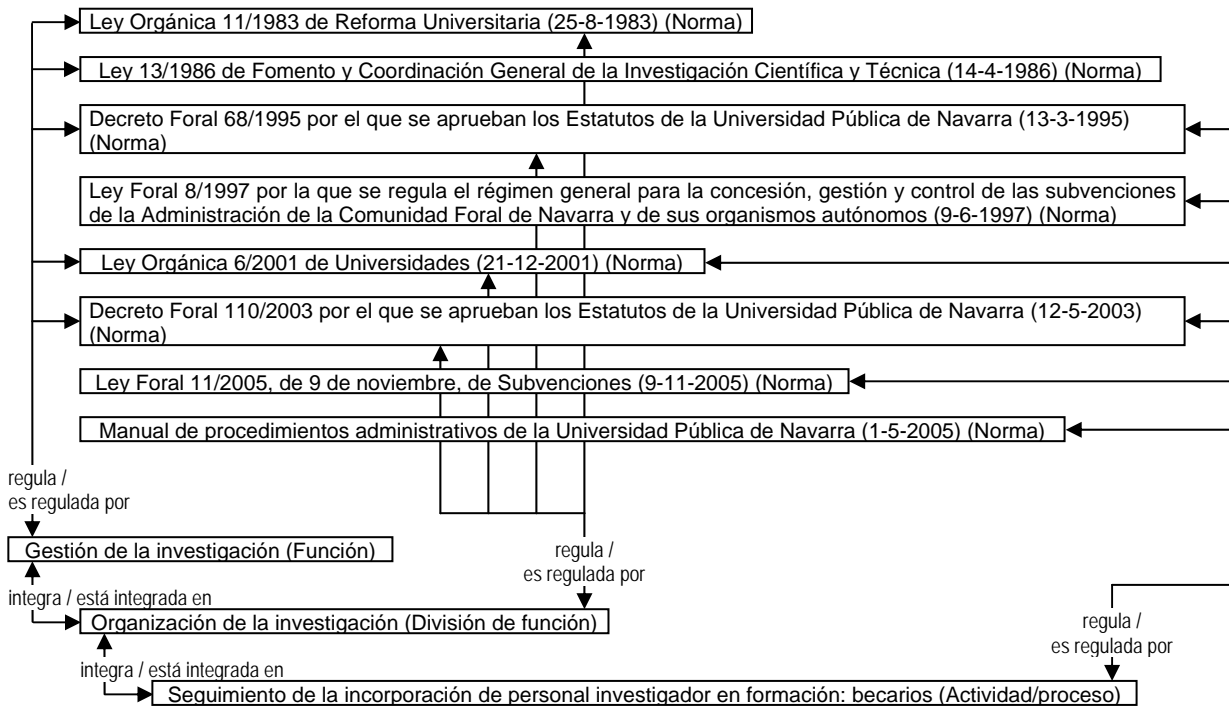 Ley Orgánica 11/1983 de Reforma Universitaria (25-8-1983) (Norma)
Ley 13/1986 de Fomento y Coordinación General de la Investigación Científica y Técnica (14-4-1986) (Norma)
Decreto Foral 68/1995 por el que se aprueban los Estatutos de la Universidad Pública de Navarra (13-3-1995)
(Norma)
Ley Foral 8/1997 por la que se regula el régimen general para la concesión, gestión y control de las subvenciones
de la Administración de la Comunidad Foral de Navarra y de sus organismos autónomos (9-6-1997) (Norma)
Ley Orgánica 6/2001 de Universidades (21-12-2001) (Norma)
Decreto Foral 110/2003 por el que se aprueban los Estatutos de la Universidad Pública de Navarra (12-5-2003)
(Norma)
Ley Foral 11/2005, de 9 de noviembre, de Subvenciones (9-11-2005) (Norma)
Manual de procedimientos administrativos de la Universidad Pública de Navarra (1-5-2005) (Norma)
regula /
es regulada por
Gestión de la investigación (Función)
regula /
es regulada por
integra / está integrada en
Organización de la investigación (División de función)
regula /
es regulada por
integra / está integrada en
Seguimiento de la incorporación de personal investigador en formación: becarios (Actividad/proceso)